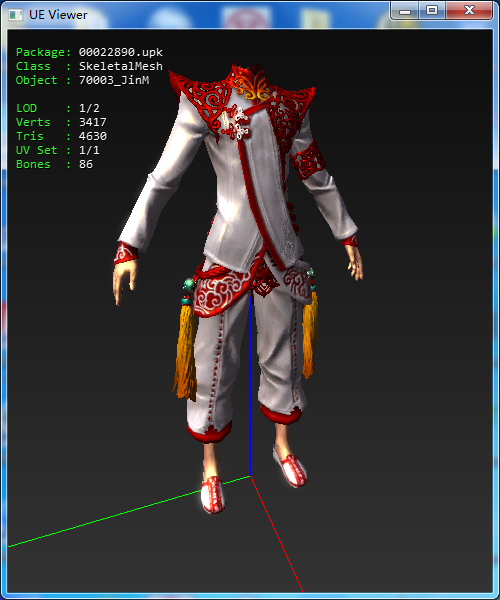 UE Viewer
Package: 00022890.upk
Class : SkeletalMesh
Object : 70003_JinM
LOD : 1/2
Verts : 3417
Tris : 4630
UV Set : 1/1
Bones : 86